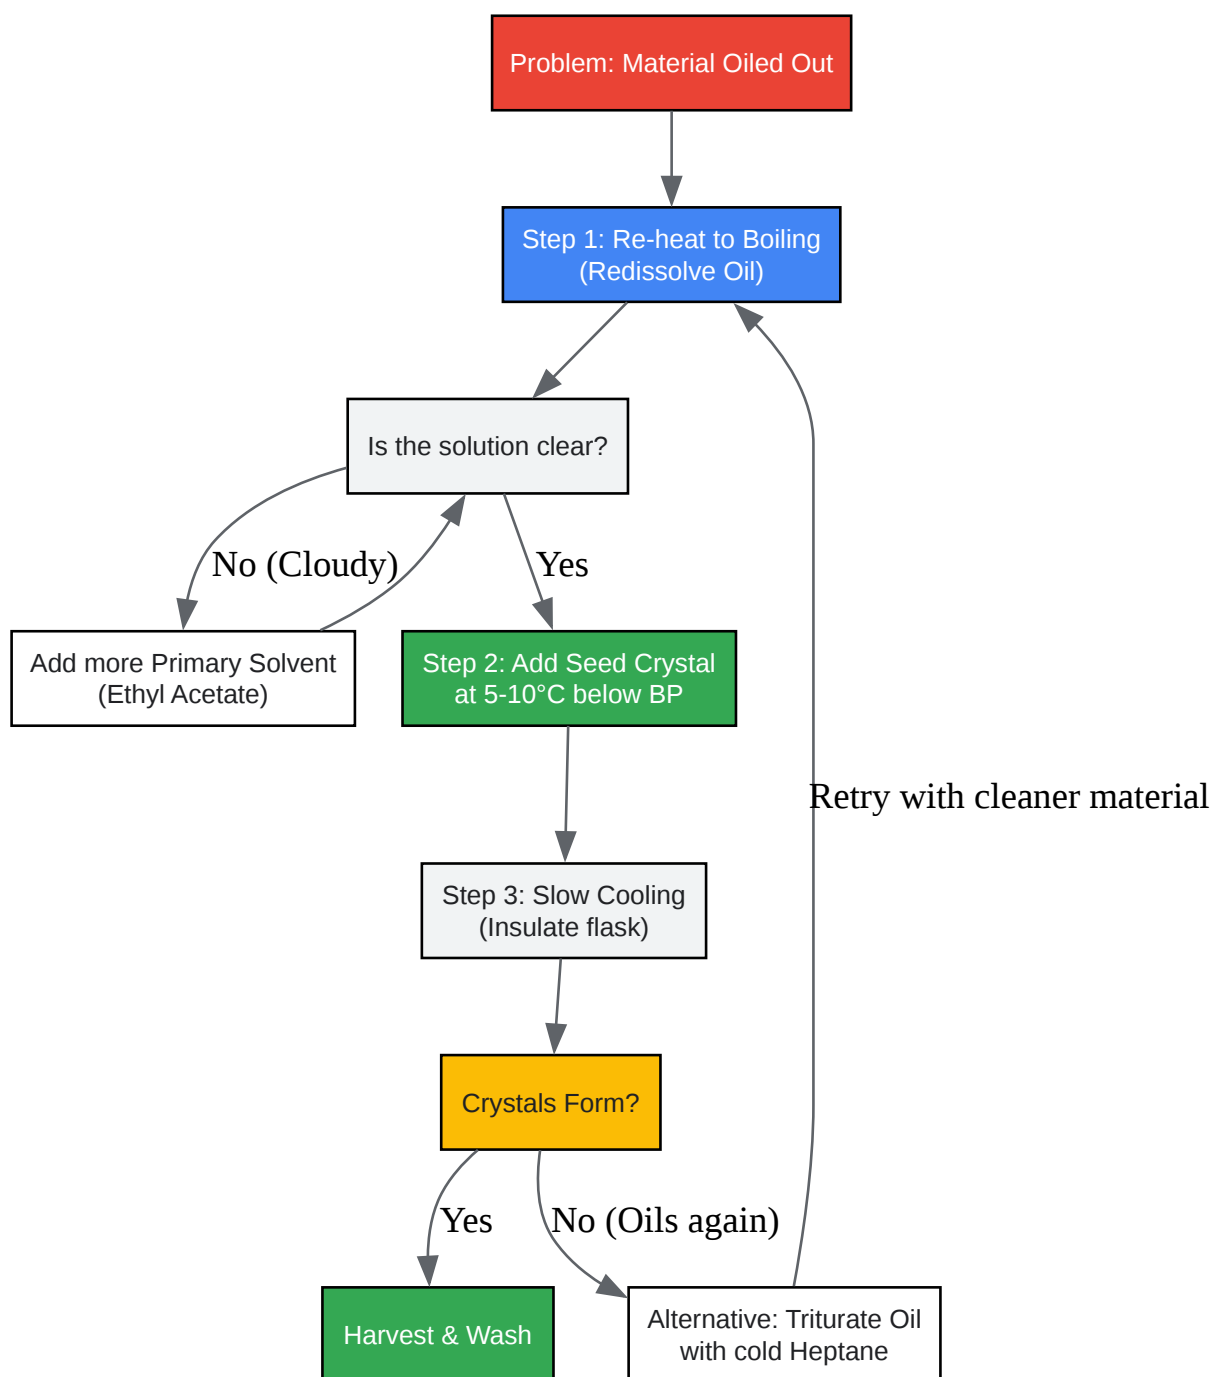 Problem: Material Oiled Out
Step 1: Re-heat to Boiling
(Redissolve Oil)
Is the solution clear?
No (Cloudy)
Yes
Add more Primary Solvent
(Ethyl Acetate)
Step 2: Add Seed Crystal
at 5-10°C below BP
Retry with cleaner material
Step 3: Slow Cooling
(Insulate flask)
Crystals Form?
Yes
No (Oils again)
Harvest & Wash
Alternative: Triturate Oil
with cold Heptane